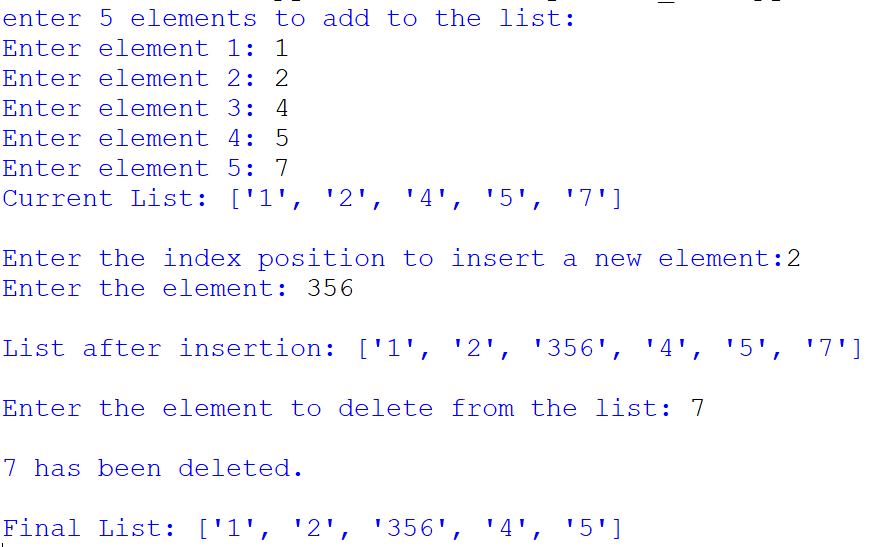 enter 5 elements to add to the list:
Enter element 1: 1
Enter element 2: 2
Enter element 3: 4
Enter element 4: 5
Enter element 5: 7
Current List: ['1', '2', '4', '5', '7']
Enter the index position to insert a new element:2
Enter the element: 356
List after insertion: ['1', '2', '356', '4', '5', '7']
Enter the element to delete from the list: 7
7 has been deleted.
Final List: ['1', '2', '356', '4', '5']